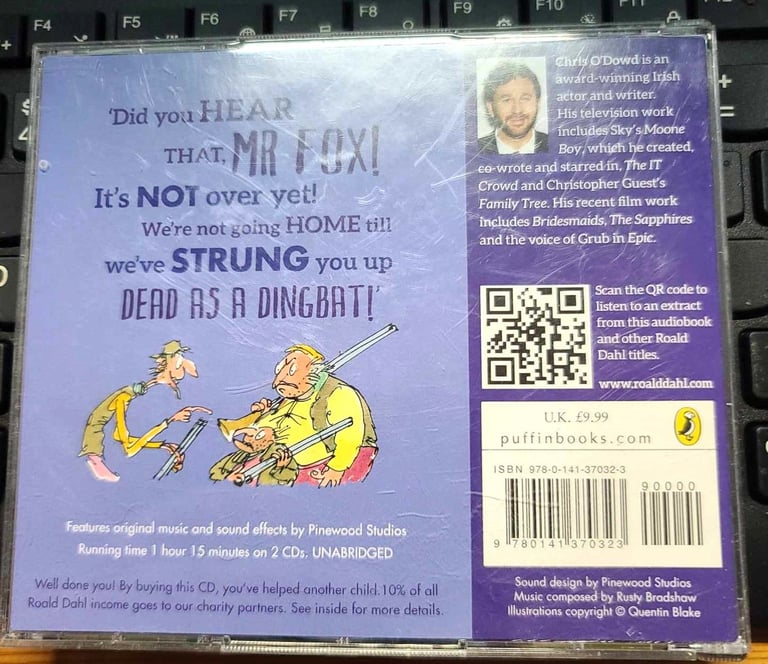 F4
F5
F6
F7
F8
F9
F10
'Did you HEAR
THAT, MR FOX!
It's NOT over yet!
We're not going HOME till
we've STRUNG you up
DEAD AS A DINGBAT!'
Features original music and sound effects by Pinewood Studios
Running time 1 hour 15 minutes on 2 CDs. UNABRIDGED
Well done you! By buying this CD, you've helped another child. 10% of all
Roald Dahl income goes to our charity partners. See inside for more details.
Chris O'Dowd is an
award-winning Irish
actor and writer.
His television work
includes Sky's Moone
Boy, which he created,
co-wrote and starred in, The IT
Crowd and Christopher Guest's
Family Tree. His recent film work
includes Bridesmaids, The Sapphires
and the voice of Grub in Epic.
Scan the QR code to
listen to an extract
from this audiobook
and other Roald
Dahl titles.
www.roalddahl.com
U.K. £9.99
puffinbooks.com
ISBN 978-0-141-37032-3
90000
9 780141 370323
Sound design by Pinewood Studios
Music composed by Rusty Bradshaw
Illustrations copyright © Quentin Blake